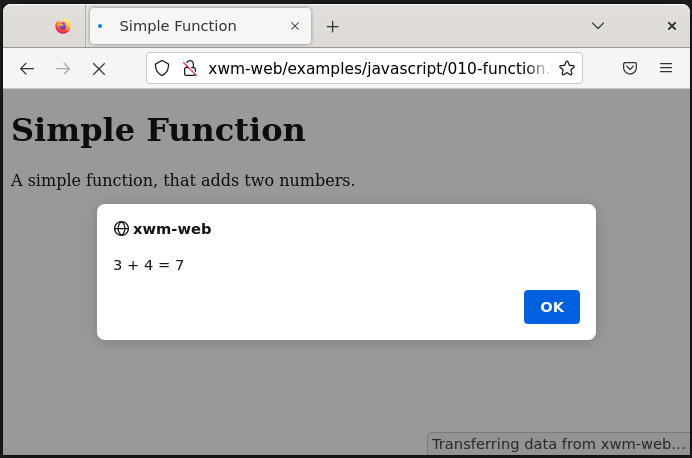 Simple Function
xwm-web/examples/javascript/010-function.
Simple Function
A simple function, that adds two numbers.
xwm-web
3 + 4 = 7
OK
Transferring data from xwm-web…